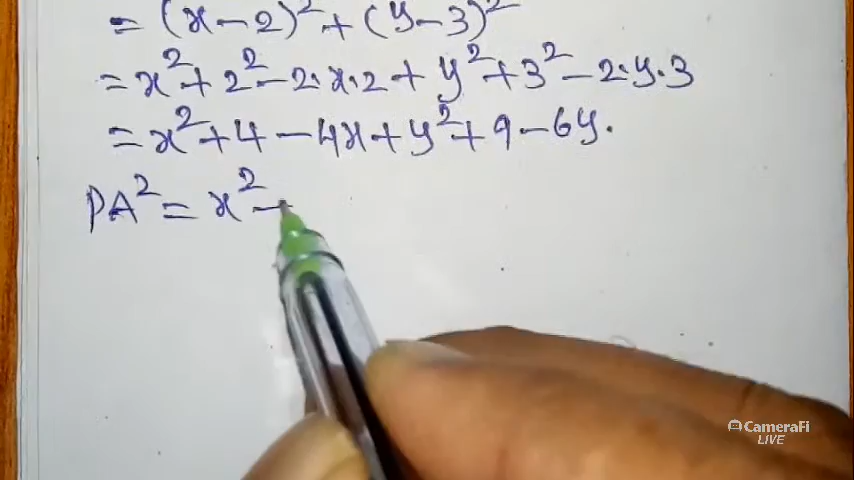 = (x-2)² + (y-3)²
= x² + 2² - 2·x·2 + y² + 3² - 2·y·3
= x² + 4 - 4x + y² + 9 - 6y.
PA² = x² -
CameraFi
LIVE